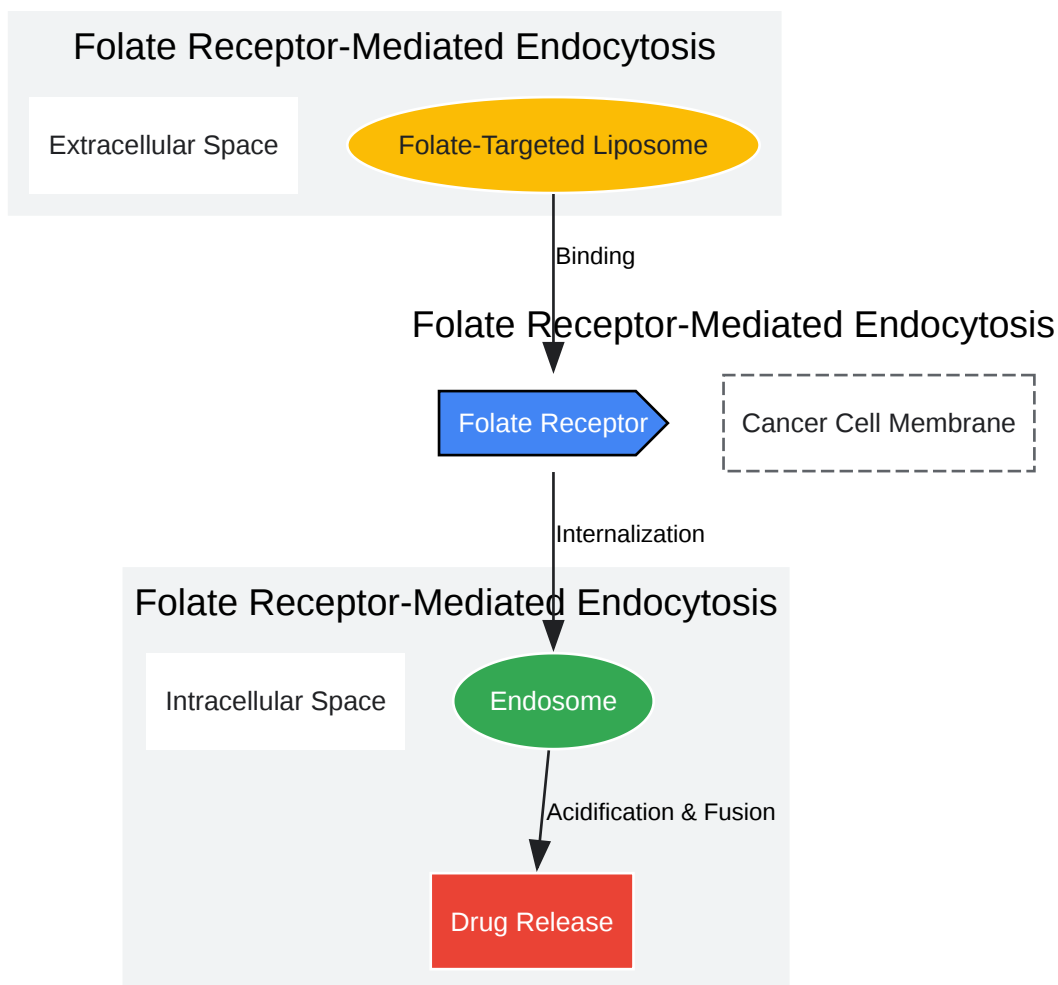 Folate Receptor-Mediated Endocytosis
Extracellular Space
Folate-Targeted Liposome
Binding
Folate Receptor-Mediated Endocytosis
Folate Receptor
Cancer Cell Membrane
Internalization
Folate Receptor-Mediated Endocytosis
Intracellular Space
Endosome
Acidification & Fusion
Drug Release